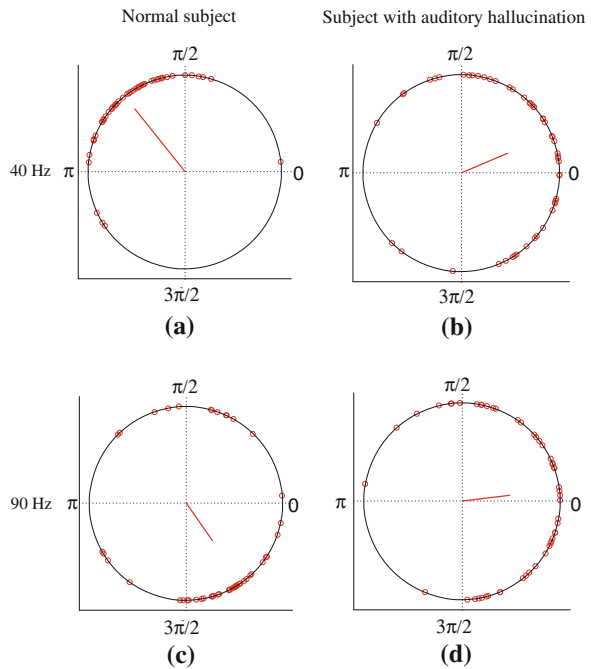 Normal subject
Subject with auditory hallucination
π/2
π/2
40 Hz
π
0
π
0
3π/2
3π/2
(a)
(b)
π/2
π/2
90 Hz
π
0
π
0
3π/2
3π/2
(c)
(d)